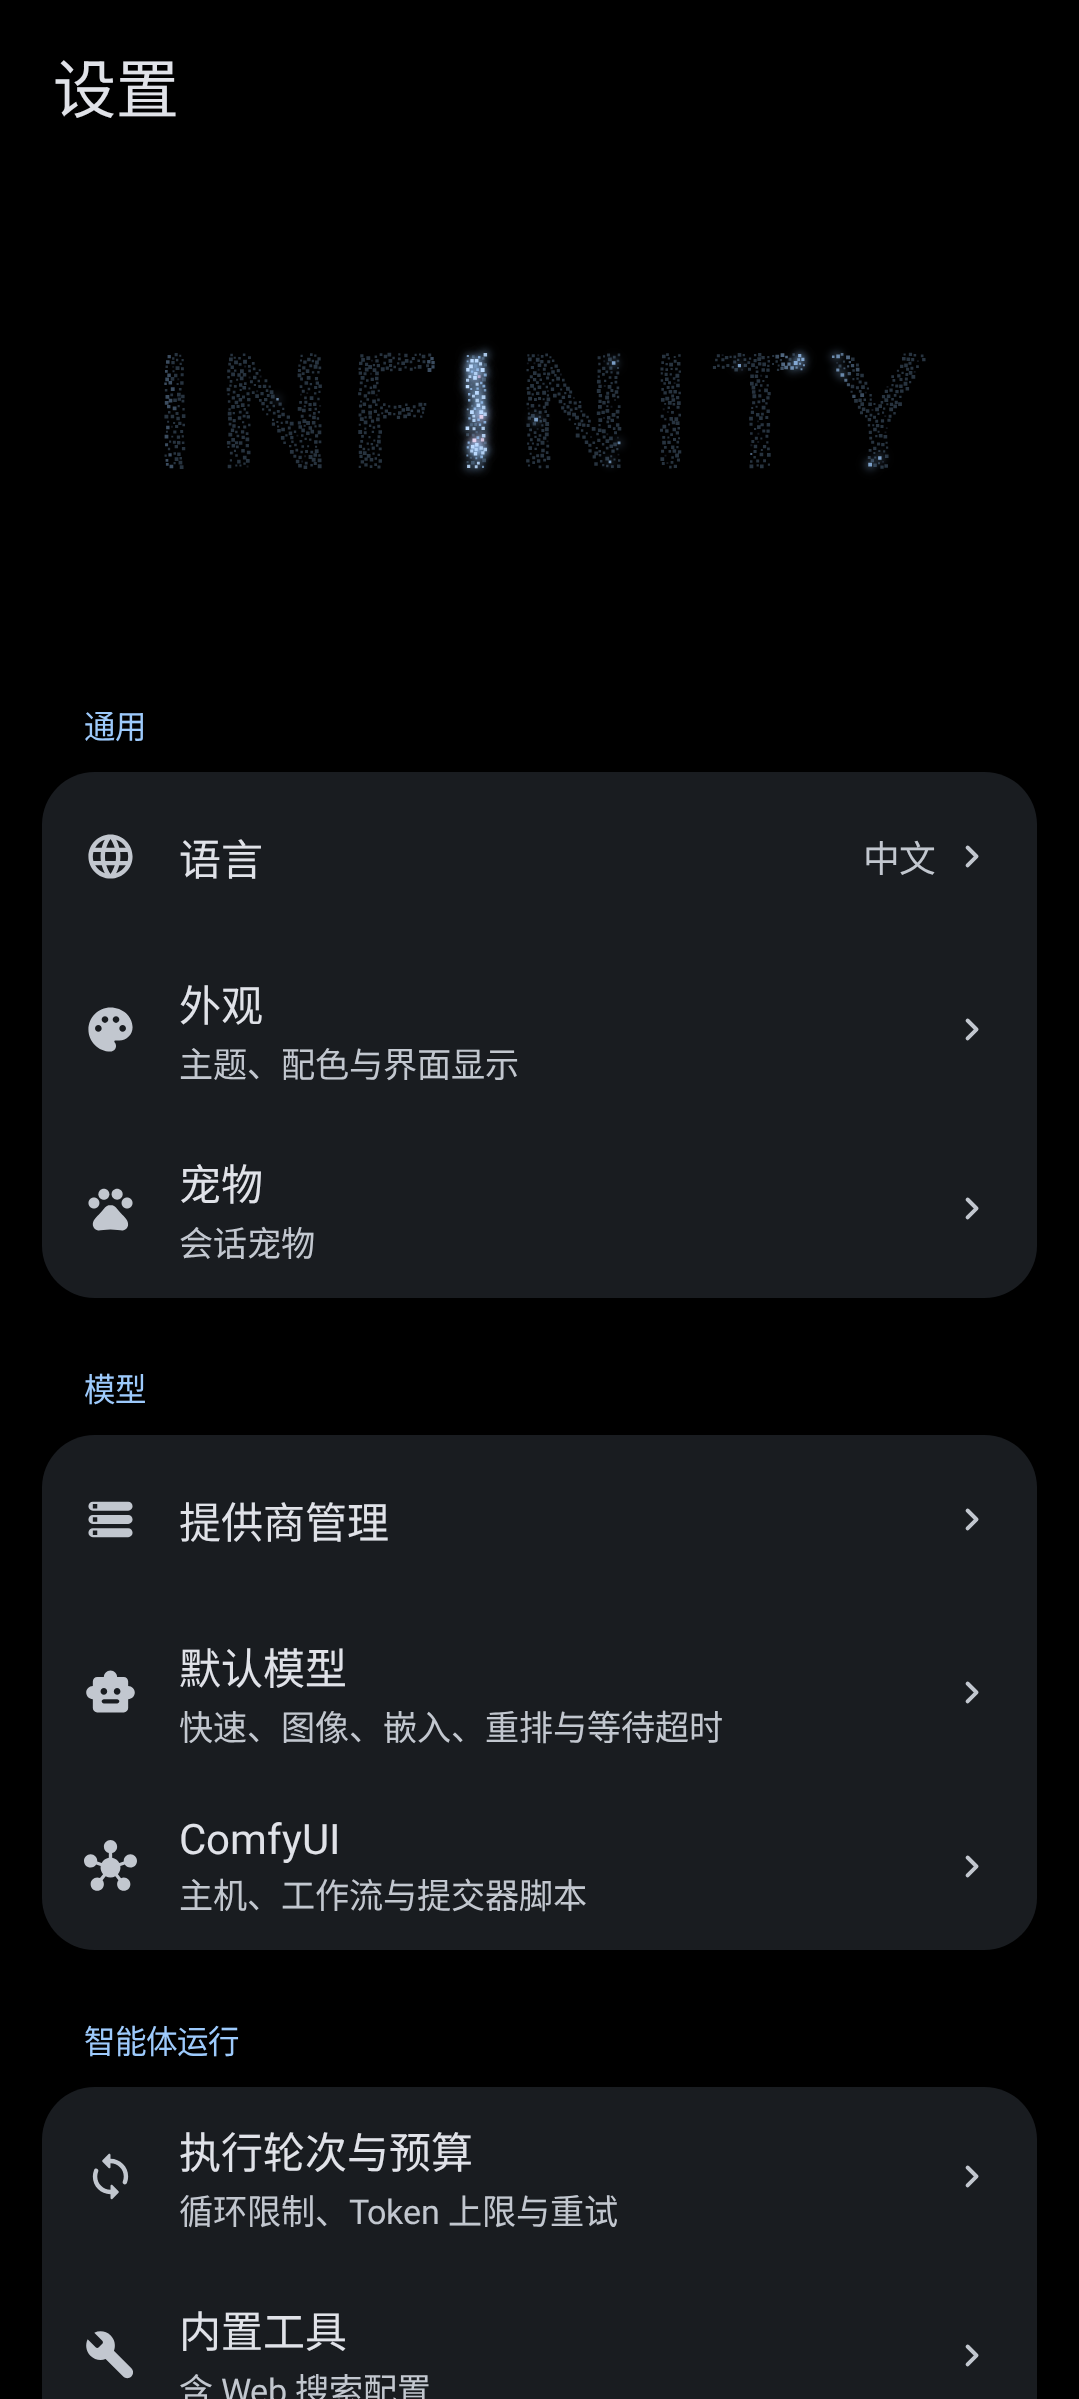 设置
INFINITY
通用
语言
中文
外观
主题、配色与界面显示
宠物
会话宠物
模型
提供商管理
默认模型
快速、图像、嵌入、重排与等待超时
ComfyUI
主机、工作流与提交器脚本
智能体运行
执行轮次与预算
循环限制、Token 上限与重试
内置工具
含 Web 搜索配置